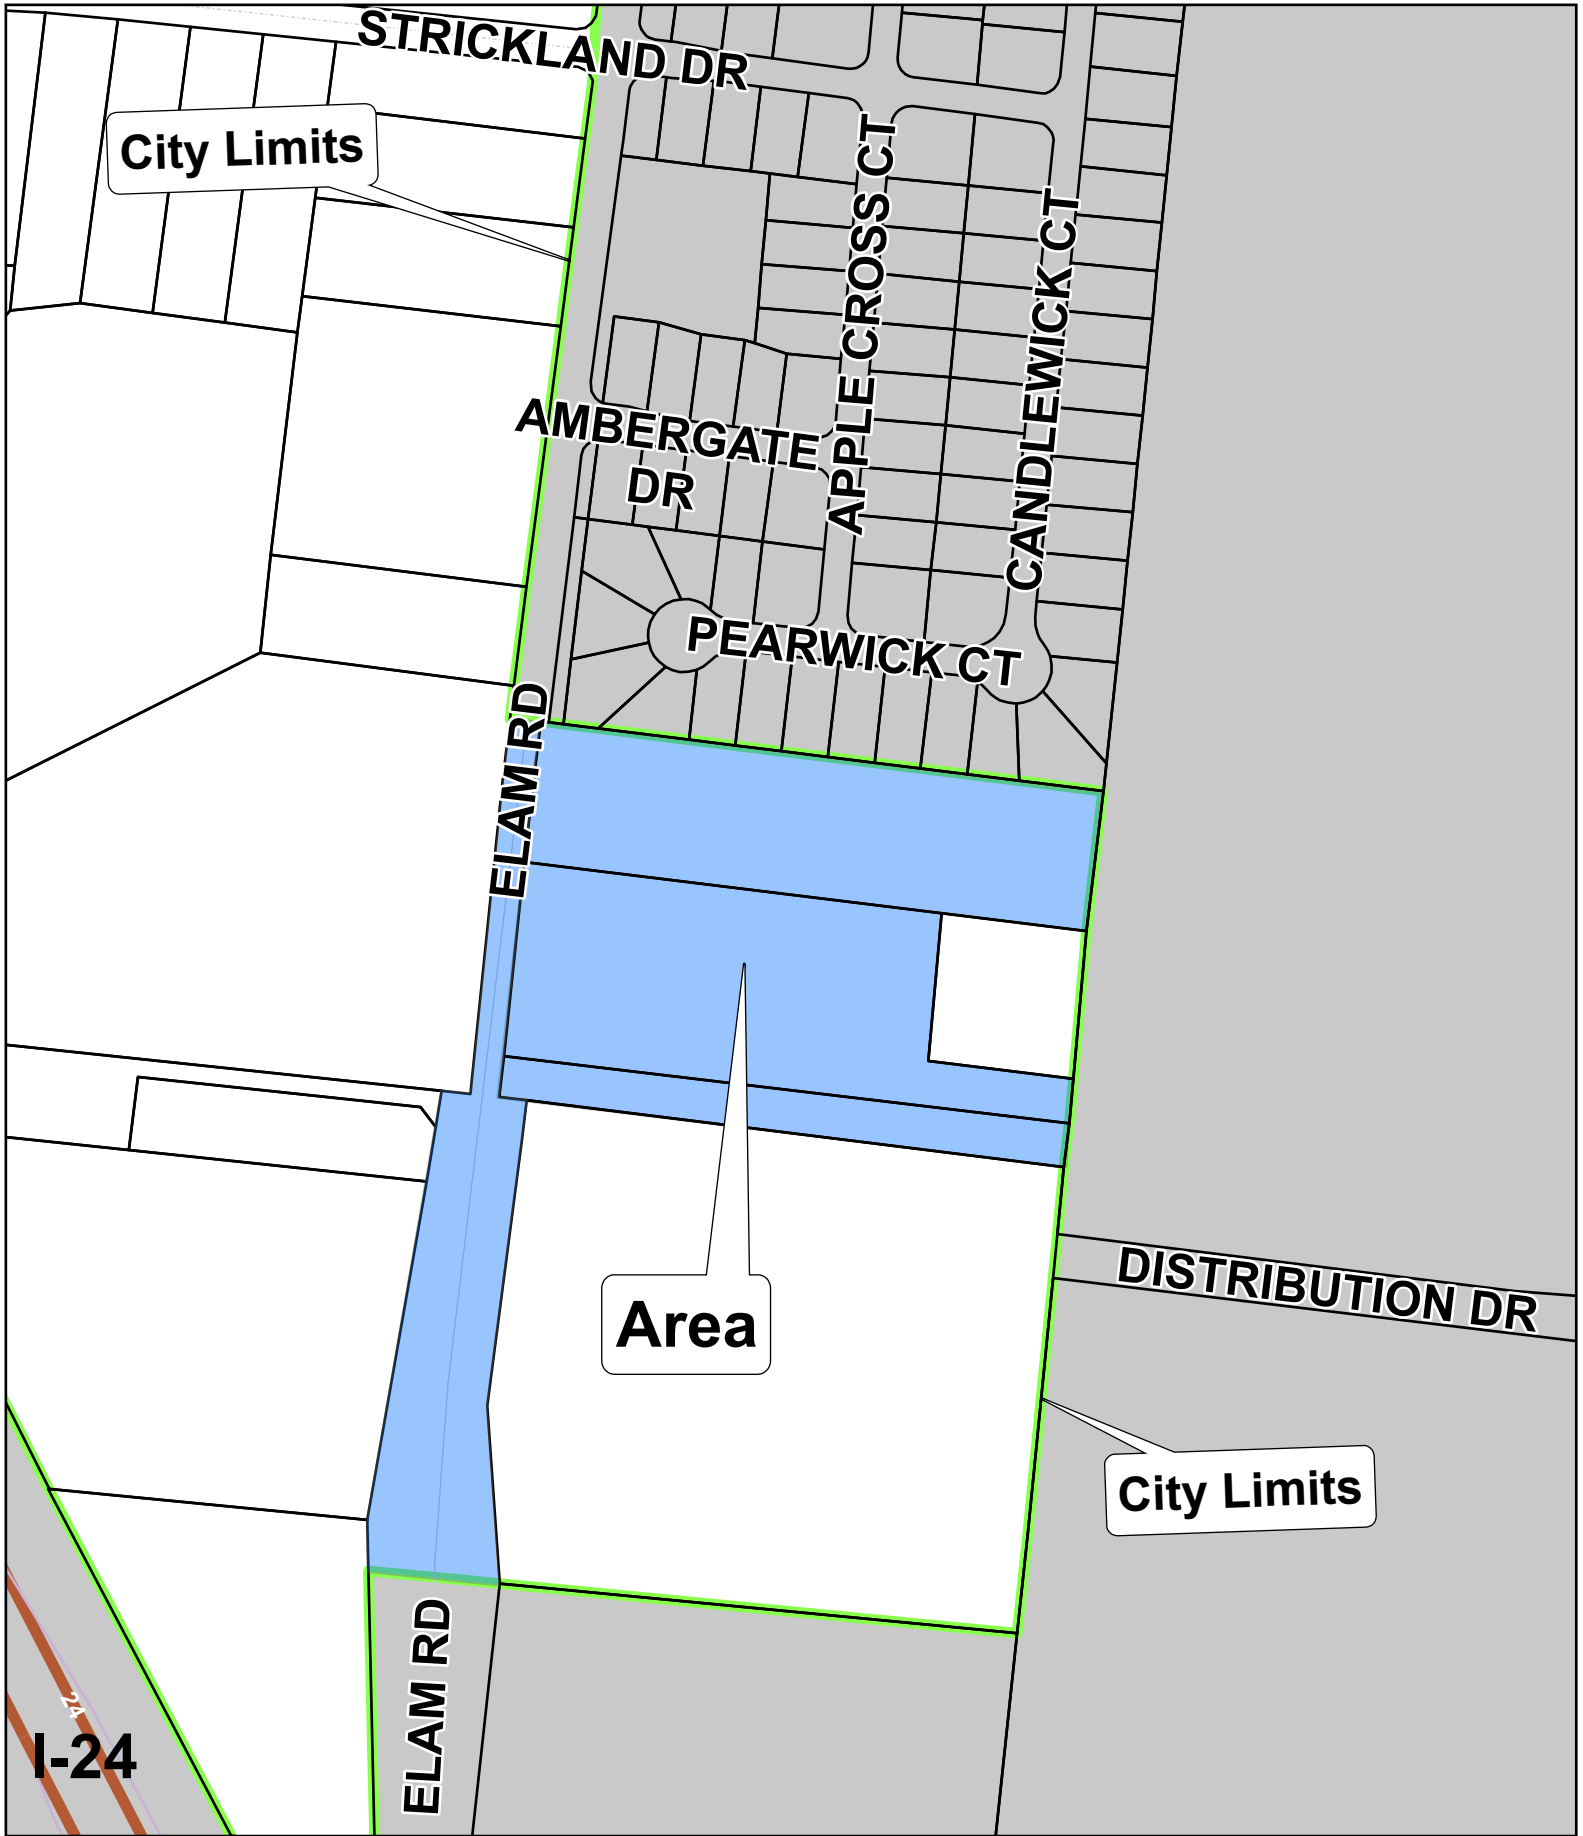 STRICKLAND DR
City Limits
APPLE CROSS CT
CANDLEWICK CT
AMBERGATE
DR
PEARWICK CT
ELAM RD
Area
DISTRIBUTION DR
City Limits
ELAM RD
24
I-24